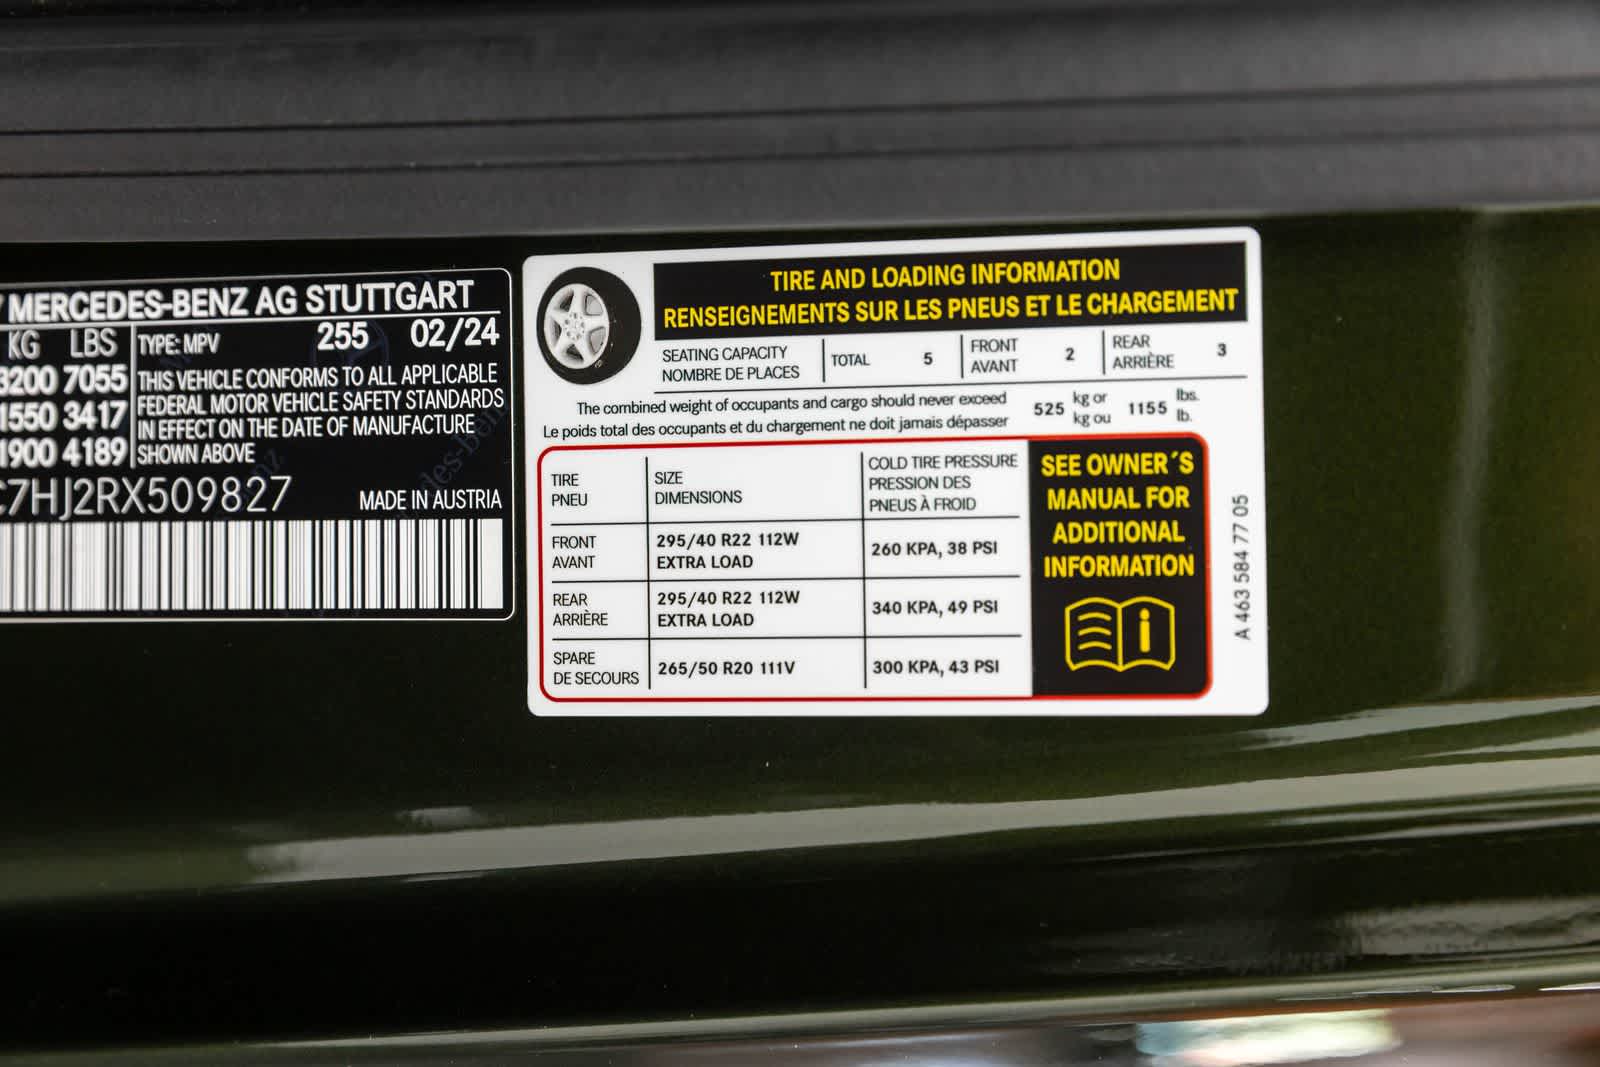 MERCEDES-BENZ AG STUTTGART
KG LBS
TYPE: MPV 255 02/24
3200 7055
1550 3417
1900 4189
THIS VEHICLE CONFORMS TO ALL APPLICABLE
FEDERAL MOTOR VEHICLE SAFETY STANDARDS
IN EFFECT ON THE DATE OF MANUFACTURE
SHOWN ABOVE
C7HJ2RX509827
MADE IN AUSTRIA
TIRE AND LOADING INFORMATION
RENSEIGNEMENTS SUR LES PNEUS ET LE CHARGEMENT
SEATING CAPACITY
NOMBRE DE PLACES
TOTAL 5
FRONT
AVANT
2
REAR
ARRIÈRE
3
The combined weight of occupants and cargo should never exceed
Le poids total des occupants et du chargement ne doit jamais dépasser
525
kg or
kg ou
1155
lbs.
lb.
TIRE
PNEU
SIZE
DIMENSIONS
COLD TIRE PRESSURE
PRESSION DES
PNEUS À FROID
FRONT
AVANT
295/40 R22 112W
EXTRA LOAD
260 KPA, 38 PSI
REAR
ARRIÈRE
295/40 R22 112W
EXTRA LOAD
340 KPA, 49 PSI
SPARE
DE SECOURS
265/50 R20 111V
300 KPA, 43 PSI
SEE OWNER´S
MANUAL FOR
ADDITIONAL
INFORMATION
A 463 584 77 05